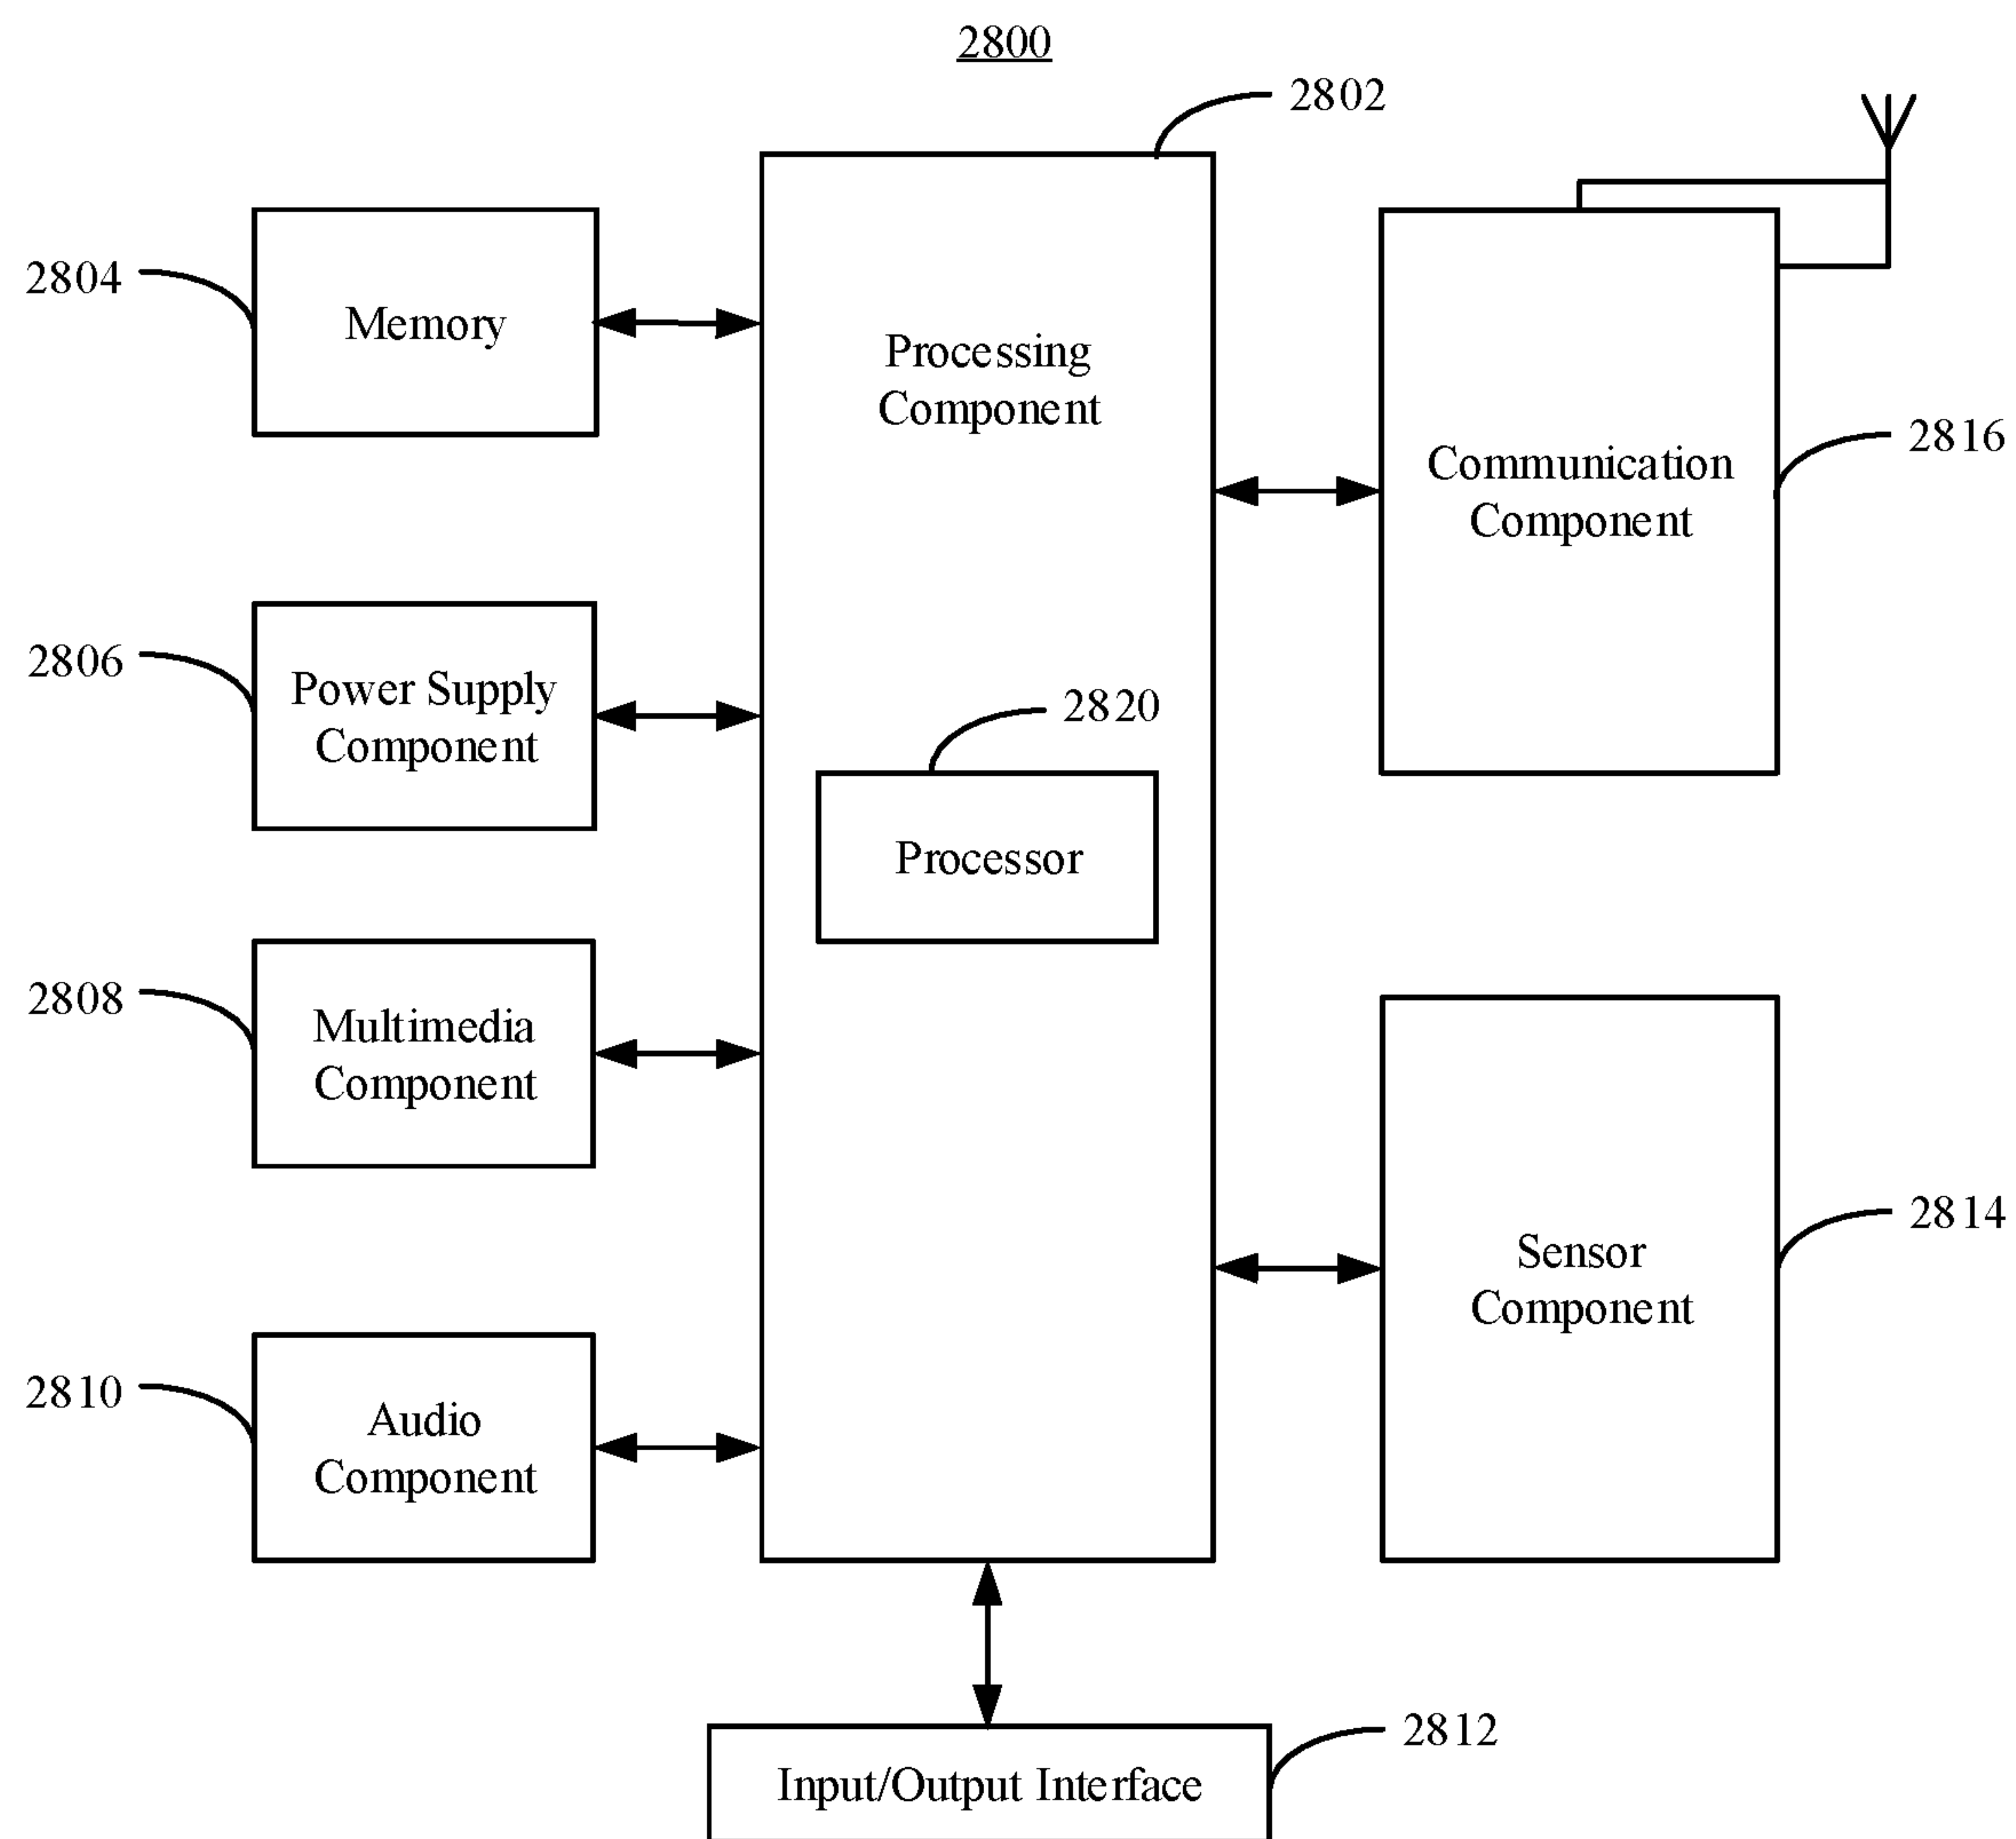 2800
2802
2804
Memory
Processing
Component
Communication
Component
2816
2806
Power Supply
Component
2820
Processor
2808
Multimedia
Component
2814
Sensor
Component
2810
Audio
Component
2812
Input/Output Interface